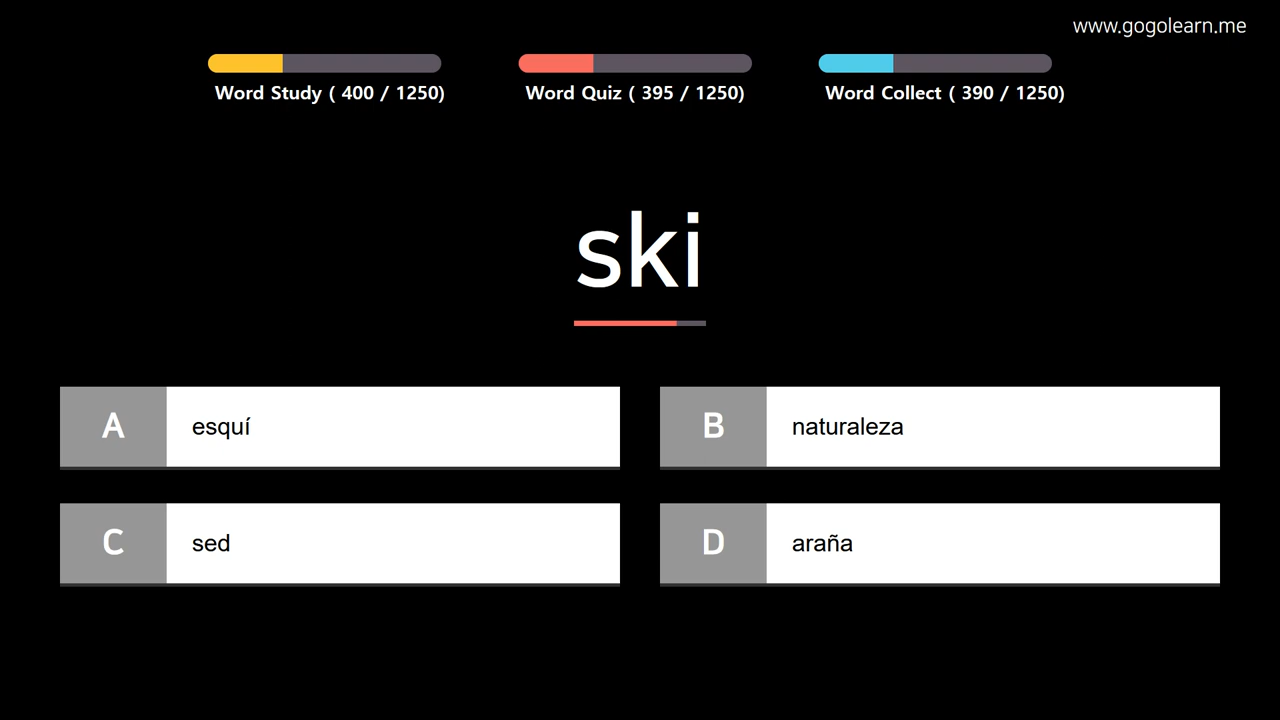 www.gogolearn.me
Word Study ( 400 / 1250)
Word Quiz ( 395 / 1250)
Word Collect ( 390 / 1250)
ski
A esquí
B naturaleza
C sed
D araña